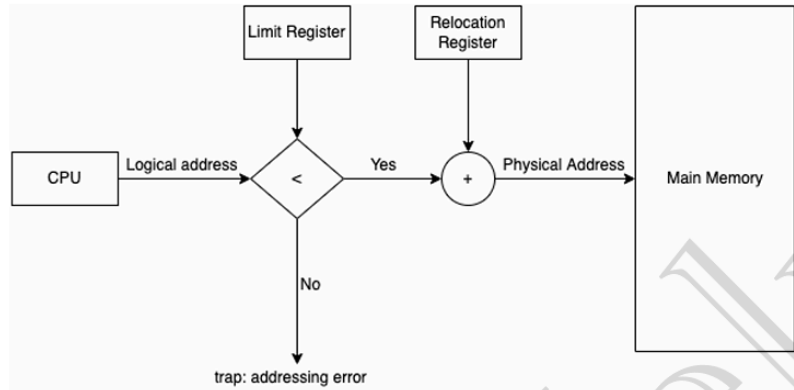 Limit Register
Relocation
Register
CPU
Logical address
<
Yes
+
Physical Address
Main Memory
No
trap: addressing error